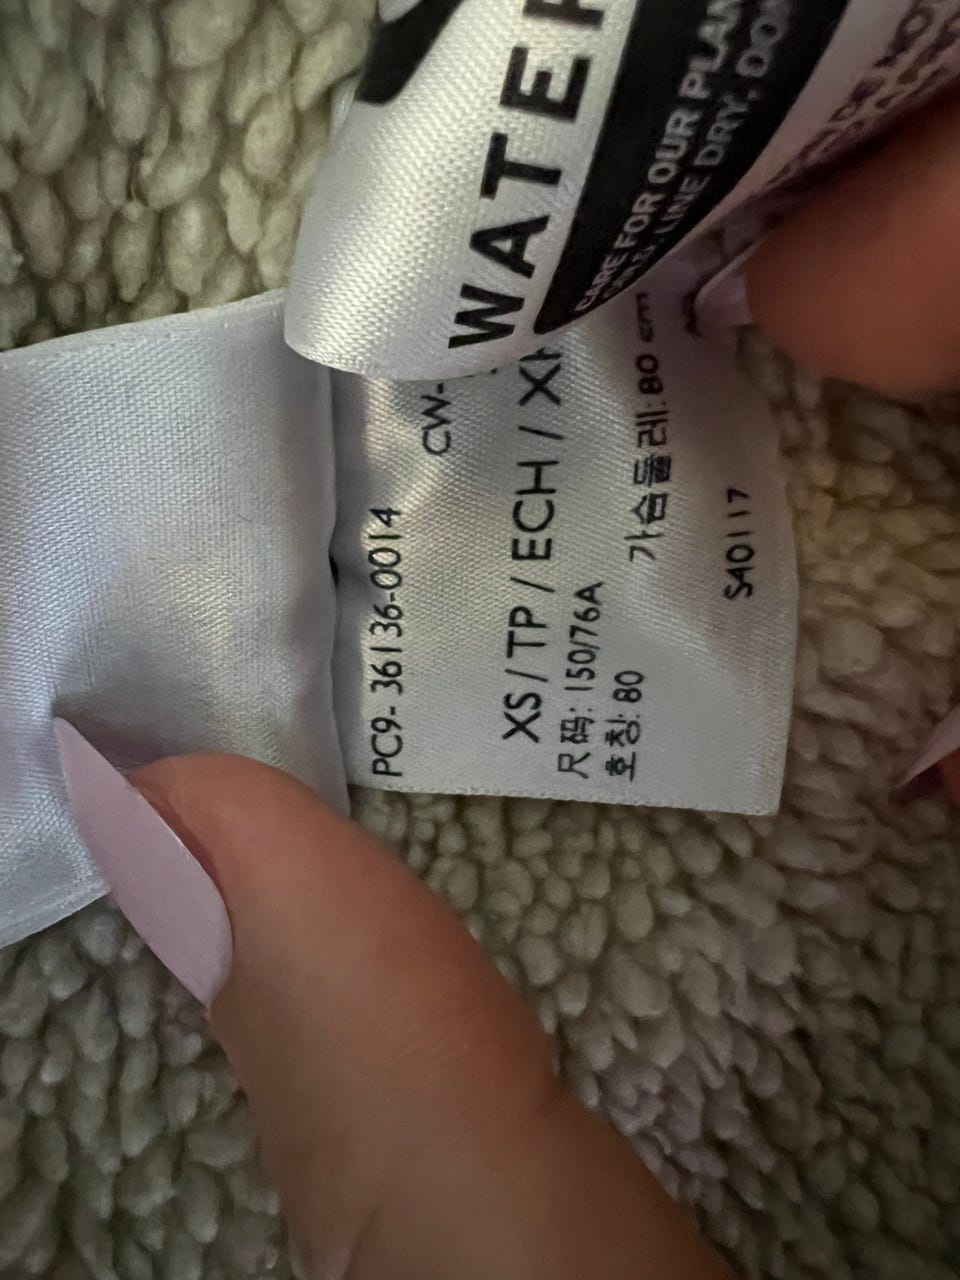 WATER
CARE FOR OUR PLAN
LINE DRY, DON
PC9- 36136-0014
CW-
XS / TP / ECH /
尺码: 150/76A
호칭: 80
가슴둘레: 80 cm
S40117